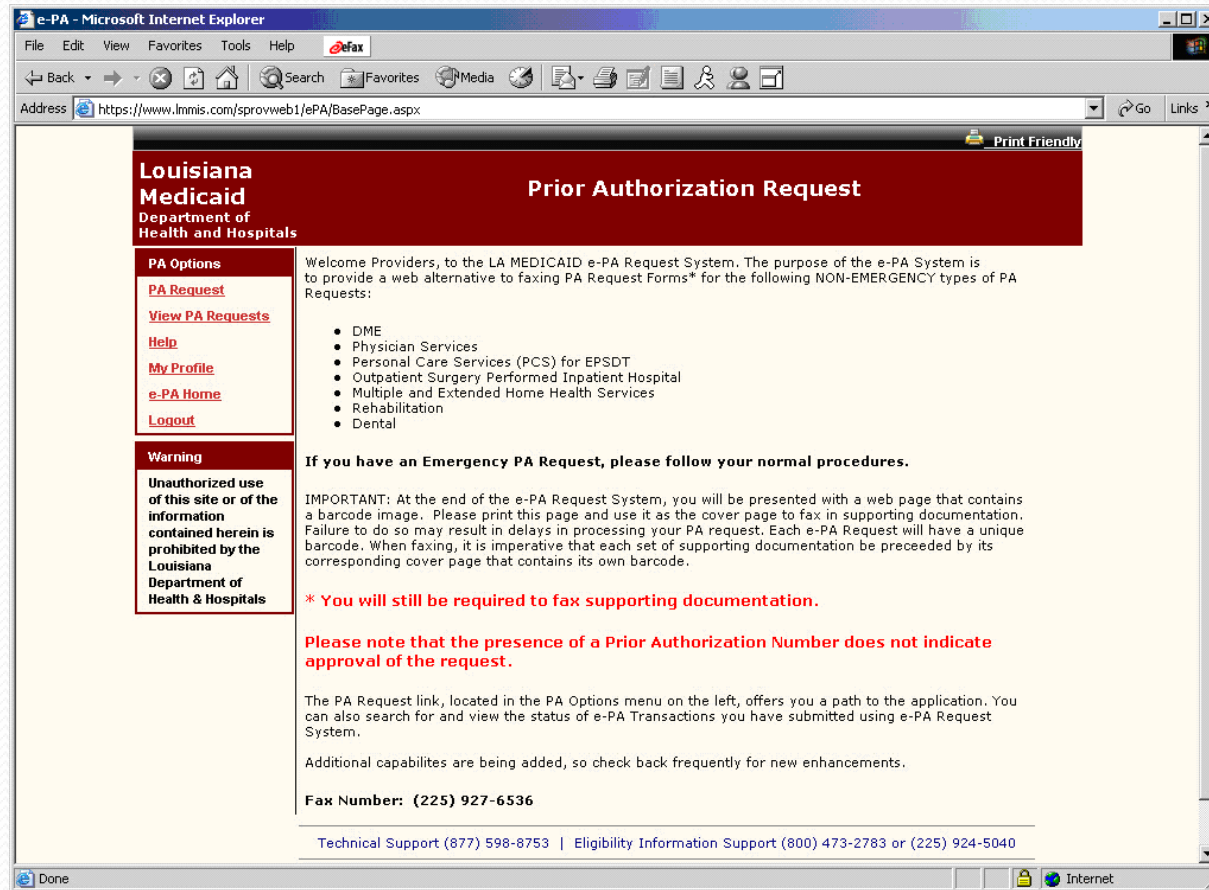 e-PA - Microsoft Internet Explorer
File Edit View Favorites Tools Help eFax
Back Search Favorites Media
Address https://www.lmmis.com/sprovweb1/ePA/BasePage.aspx Go Links
Print Friendly
Louisiana
Medicaid
Department of
Health and Hospitals
Prior Authorization Request
PA Options
PA Request
View PA Requests
Help
My Profile
e-PA Home
Logout
Warning
Unauthorized use
of this site or of the
information
contained herein is
prohibited by the
Louisiana
Department of
Health & Hospitals
Welcome Providers, to the LA MEDICAID e-PA Request System. The purpose of the e-PA System is
to provide a web alternative to faxing PA Request Forms* for the following NON-EMERGENCY types of PA
Requests:
• DME
• Physician Services
• Personal Care Services (PCS) for EPSDT
• Outpatient Surgery Performed Inpatient Hospital
• Multiple and Extended Home Health Services
• Rehabilitation
• Dental
If you have an Emergency PA Request, please follow your normal procedures.
IMPORTANT: At the end of the e-PA Request System, you will be presented with a web page that contains
a barcode image. Please print this page and use it as the cover page to fax in supporting documentation.
Failure to do so may result in delays in processing your PA request. Each e-PA Request will have a unique
barcode. When faxing, it is imperative that each set of supporting documentation be preceeded by its
corresponding cover page that contains its own barcode.
* You will still be required to fax supporting documentation.
Please note that the presence of a Prior Authorization Number does not indicate
approval of the request.
The PA Request link, located in the PA Options menu on the left, offers you a path to the application. You
can also search for and view the status of e-PA Transactions you have submitted using e-PA Request
System.
Additional capabilites are being added, so check back frequently for new enhancements.
Fax Number: (225) 927-6536
Technical Support (877) 598-8753 | Eligibility Information Support (800) 473-2783 or (225) 924-5040
Done Internet